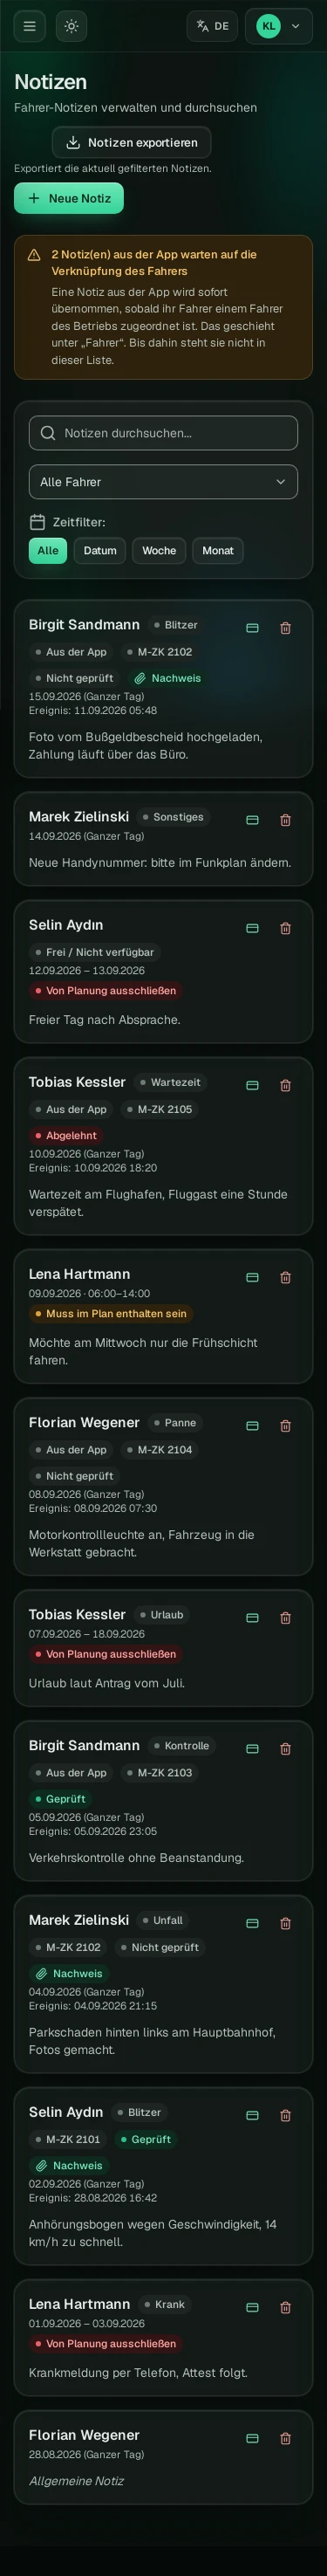 DE
KL
Notizen
Fahrer-Notizen verwalten und durchsuchen
Notizen exportieren
Exportiert die aktuell gefilterten Notizen.
Neue Notiz
2 Notiz(en) aus der App warten auf die
Verknüpfung des Fahrers
Eine Notiz aus der App wird sofort
übernommen, sobald ihr Fahrer einem Fahrer
des Betriebs zugeordnet ist. Das geschieht
unter „Fahrer“. Bis dahin steht sie nicht in
dieser Liste.
Notizen durchsuchen...
Alle Fahrer
Zeitfilter:
Alle Datum Woche Monat
Birgit Sandmann Blitzer
Aus der App M-ZK 2102
Nicht geprüft Nachweis
15.09.2026 (Ganzer Tag)
Ereignis: 11.09.2026 05:48
Foto vom Bußgeldbescheid hochgeladen,
Zahlung läuft über das Büro.
Marek Zielinski Sonstiges
14.09.2026 (Ganzer Tag)
Neue Handynummer: bitte im Funkplan ändern.
Selin Aydın
Frei / Nicht verfügbar
12.09.2026 – 13.09.2026
Von Planung ausschließen
Freier Tag nach Absprache.
Tobias Kessler Wartezeit
Aus der App M-ZK 2105
Abgelehnt
10.09.2026 (Ganzer Tag)
Ereignis: 10.09.2026 18:20
Wartezeit am Flughafen, Fluggast eine Stunde
verspätet.
Lena Hartmann
09.09.2026 · 06:00–14:00
Muss im Plan enthalten sein
Möchte am Mittwoch nur die Frühschicht
fahren.
Florian Wegener Panne
Aus der App M-ZK 2104
Nicht geprüft
08.09.2026 (Ganzer Tag)
Ereignis: 08.09.2026 07:30
Motorkontrollleuchte an, Fahrzeug in die
Werkstatt gebracht.
Tobias Kessler Urlaub
07.09.2026 – 18.09.2026
Von Planung ausschließen
Urlaub laut Antrag vom Juli.
Birgit Sandmann Kontrolle
Aus der App M-ZK 2103
Geprüft
05.09.2026 (Ganzer Tag)
Ereignis: 05.09.2026 23:05
Verkehrskontrolle ohne Beanstandung.
Marek Zielinski Unfall
M-ZK 2102 Nicht geprüft
Nachweis
04.09.2026 (Ganzer Tag)
Ereignis: 04.09.2026 21:15
Parkschaden hinten links am Hauptbahnhof,
Fotos gemacht.
Selin Aydın Blitzer
M-ZK 2101 Geprüft
Nachweis
02.09.2026 (Ganzer Tag)
Ereignis: 28.08.2026 16:42
Anhörungsbogen wegen Geschwindigkeit, 14
km/h zu schnell.
Lena Hartmann Krank
01.09.2026 – 03.09.2026
Von Planung ausschließen
Krankmeldung per Telefon, Attest folgt.
Florian Wegener
28.08.2026 (Ganzer Tag)
Allgemeine Notiz